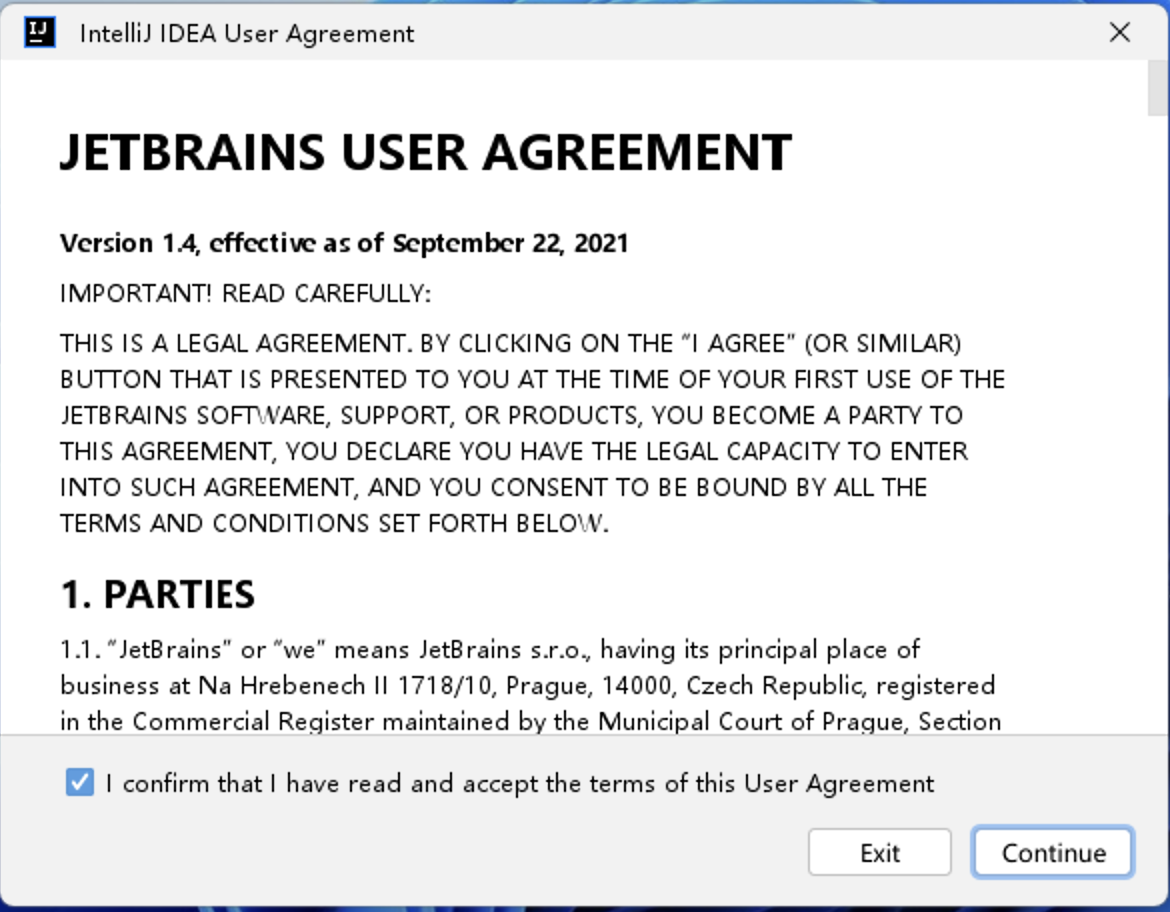 IJ
IntelliJ IDEA User Agreement
JETBRAINS USER AGREEMENT
Version 1.4, effective as of September 22, 2021
IMPORTANT! READ CAREFULLY:
THIS IS A LEGAL AGREEMENT. BY CLICKING ON THE “I AGREE” (OR SIMILAR)
BUTTON THAT IS PRESENTED TO YOU AT THE TIME OF YOUR FIRST USE OF THE
JETBRAINS SOFTWARE, SUPPORT, OR PRODUCTS, YOU BECOME A PARTY TO
THIS AGREEMENT, YOU DECLARE YOU HAVE THE LEGAL CAPACITY TO ENTER
INTO SUCH AGREEMENT, AND YOU CONSENT TO BE BOUND BY ALL THE
TERMS AND CONDITIONS SET FORTH BELOW.
1. PARTIES
1.1. “JetBrains” or “we” means JetBrains s.r.o., having its principal place of
business at Na Hrebenech II 1718/10, Prague, 14000, Czech Republic, registered
in the Commercial Register maintained by the Municipal Court of Prague, Section
I confirm that I have read and accept the terms of this User Agreement
Exit
Continue